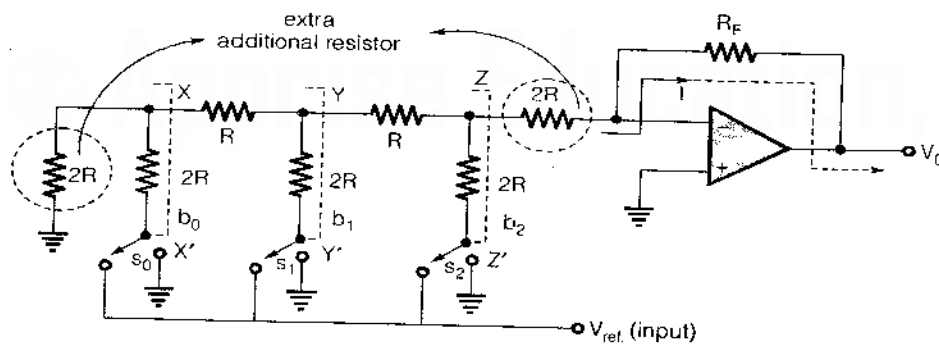 extra
additional resistor
R_F
X
Y
Z
2R
I
R
R
2R
2R
2R
2R
V_0
b_0
b_1
b_2
S_0
X'
S_1
Y'
S_2
Z'
V_ref. (input)